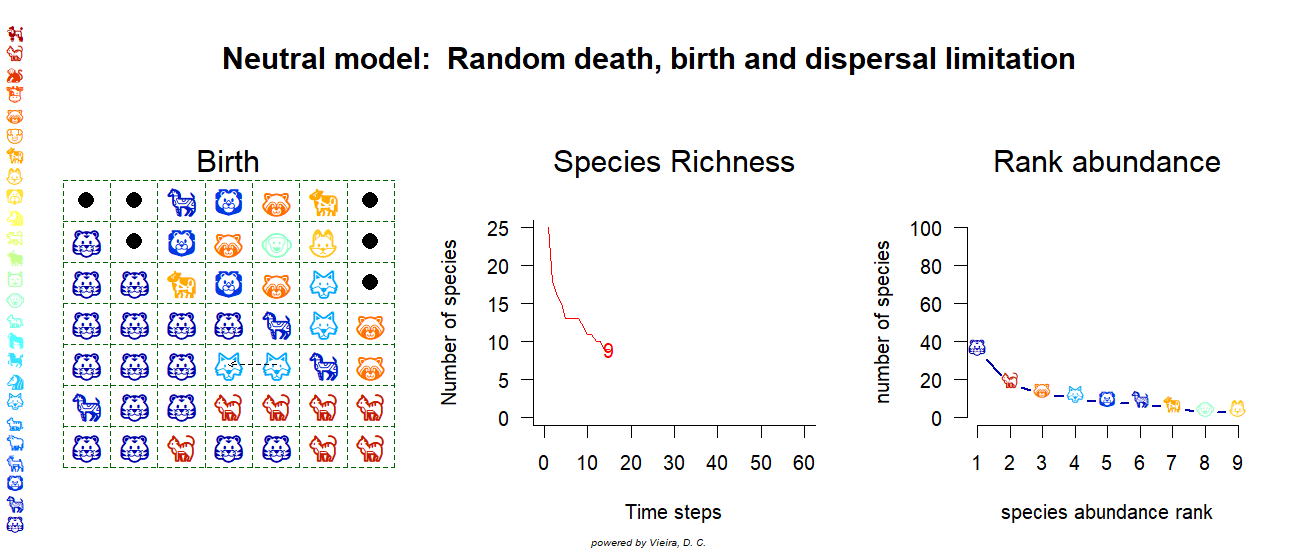 Neutral model:  Random death, birth and dispersal limitation
Birth
Species Richness
Number of species
25
20
15
10
5
0
9
0 10 20 30 40 50 60
Time steps
Rank abundance
number of species
100
80
60
40
20
0
1 2 3 4 5 6 7 8 9
species abundance rank
powered by Vieira, D. C.